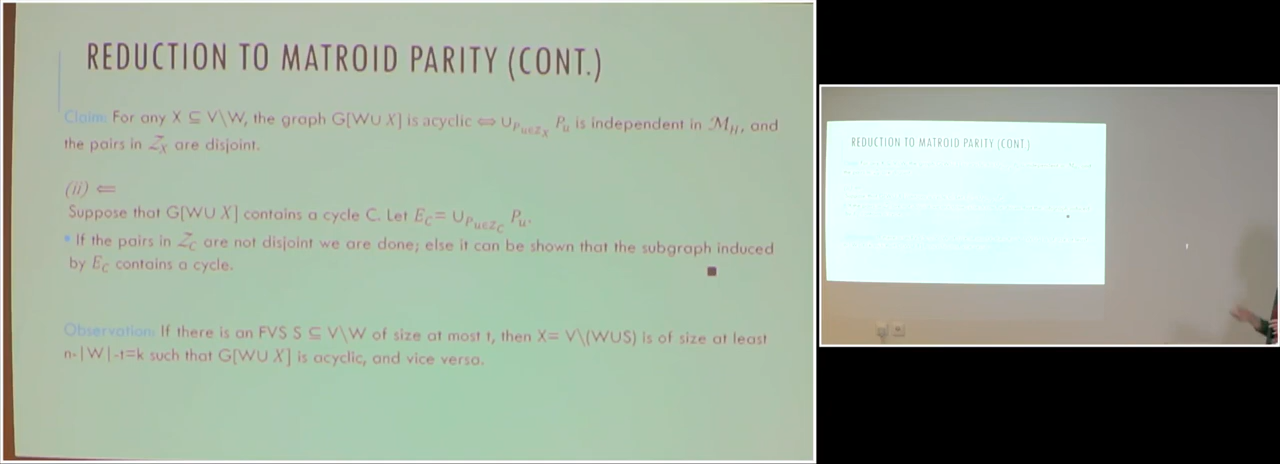 REDUCTION TO MATROID PARITY (CONT.)
Claim: For any X ⊆ V\W, the graph G[W∪ X] is acyclic ⇔ ∪_{P_u∈Z_X} P_u is independent in ℳ_H, and
the pairs in Z_X are disjoint.
(ii) ⇐
Suppose that G[W∪ X] contains a cycle C. Let E_C= ∪_{P_u∈Z_C} P_u.
• If the pairs in Z_C are not disjoint we are done; else it can be shown that the subgraph induced
by E_C contains a cycle.
Observation: If there is an FVS S ⊆ V\W of size at most t, then X= V\(W∪S) is of size at least
n-|W|-t=k such that G[W∪ X] is acyclic, and vice versa.
REDUCTION TO MATROID PARITY (CONT.)